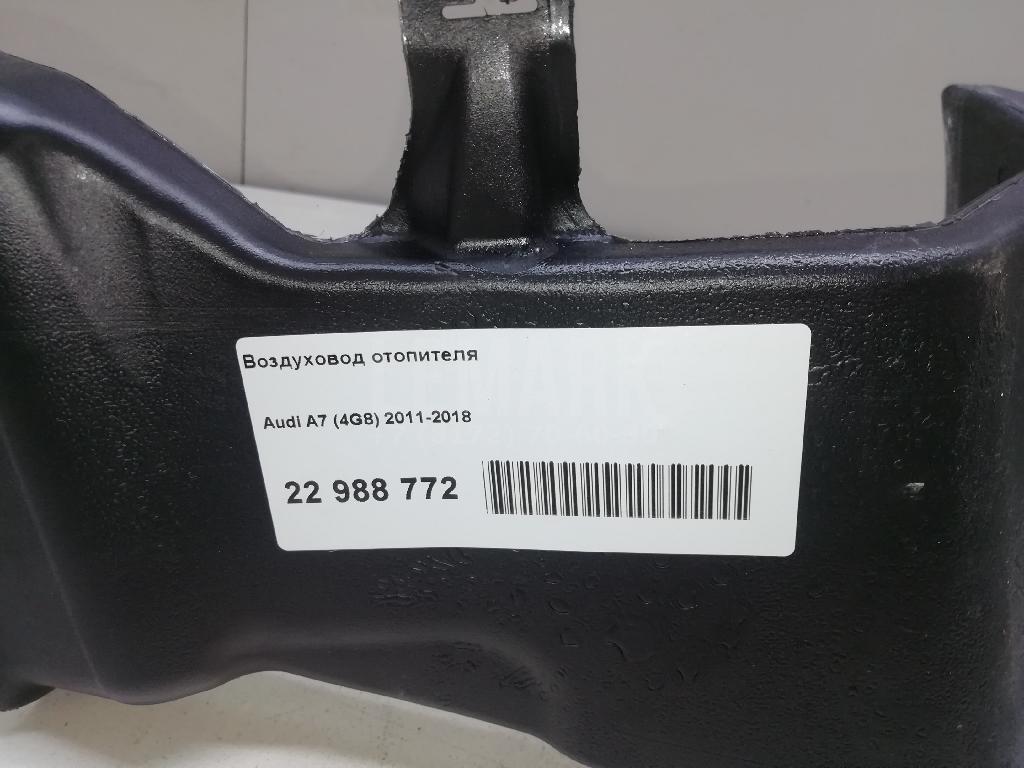 Воздуховод отопителя
Audi A7 (4G8) 2011-2018
22 988 772